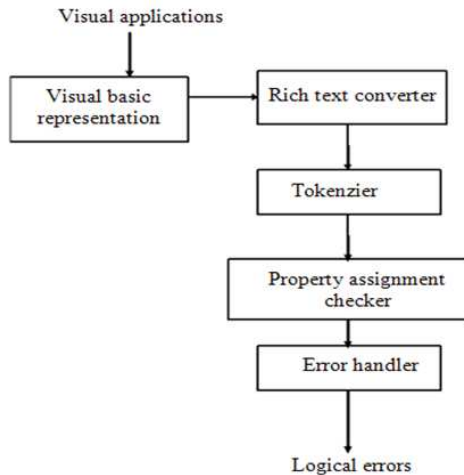 Visual applications
Visual basic
representation
Rich text converter
Tokenzier
Property assignment
checker
Error handler
Logical errors